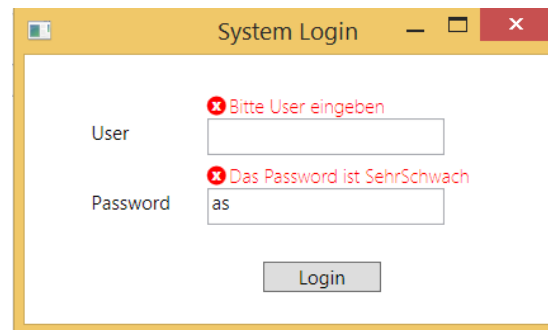 System Login
Bitte User eingeben
User
Das Password ist SehrSchwach
Password as
Login